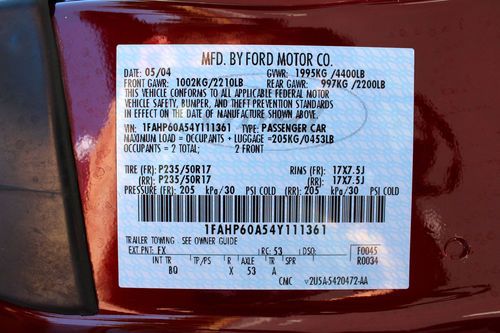 MFD. BY FORD MOTOR CO.
DATE: 05/04 GVWR: 1995KG /4400LB
FRONT GAWR: 1002KG/2210LB REAR GAWR: 997KG /2200LB
THIS VEHICLE CONFORMS TO ALL APPLICABLE FEDERAL MOTOR
VEHICLE SAFETY, BUMPER, AND THEFT PREVENTION STANDARDS
IN EFFECT ON THE DATE OF MANUFACTURE SHOWN ABOVE.
VIN: 1FAHP60A54Y111361 TYPE: PASSENGER CAR
MAXIMUM LOAD = OCCUPANTS + LUGGAGE =205KG/0453LB
OCCUPANTS = 2 TOTAL; 2 FRONT
TIRE (FR): P235/50R17 RIMS (FR): 17X7.5J
(RR): P235/50R17 (RR): 17X7.5J
PRESSURE (FR): 205 kPa/30 PSI COLD (RR): 205 kPa/30 PSI COLD
1FAHP60A54Y111361
TRAILER TOWING - SEE OWNER GUIDE
EXT PNT: FX RC: 53 DSO: F0045
INT TR TP/PS R AXLE TR SPR R0034
BQ X 53 A
CMC V2U5A-5420472-AA